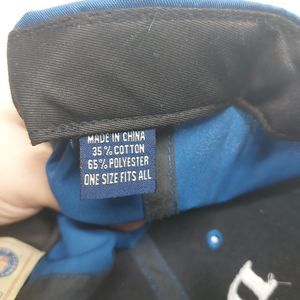 MADE IN CHINA
35% COTTON
65% POLYESTER
ONE SIZE FITS ALL